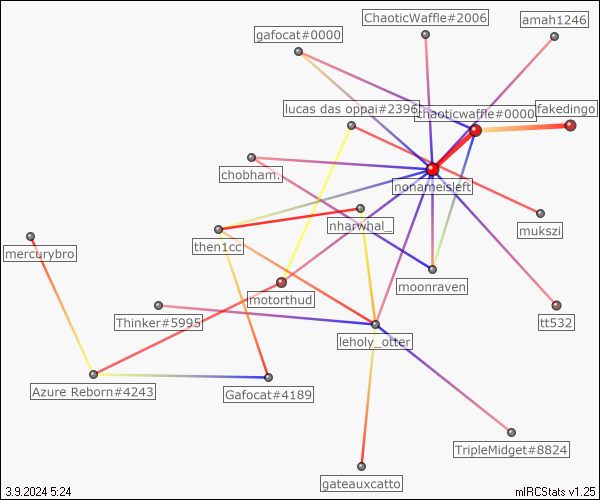 ChaoticWaffle#2006
amah1246
gafocat#0000
lucas das oppai#2396
chaoticwaffle#0000
fakedingo
chobham.
nonameisleft
nharwhal_
mukszi
then1cc
mercurybro
moonraven
motorthud
Thinker#5995
tt532
leholy_otter
Azure Reborn#4243
Gafocat#4189
TripleMidget#8824
gateauxcatto
3.9.2024 5:24
mIRCStats v1.25